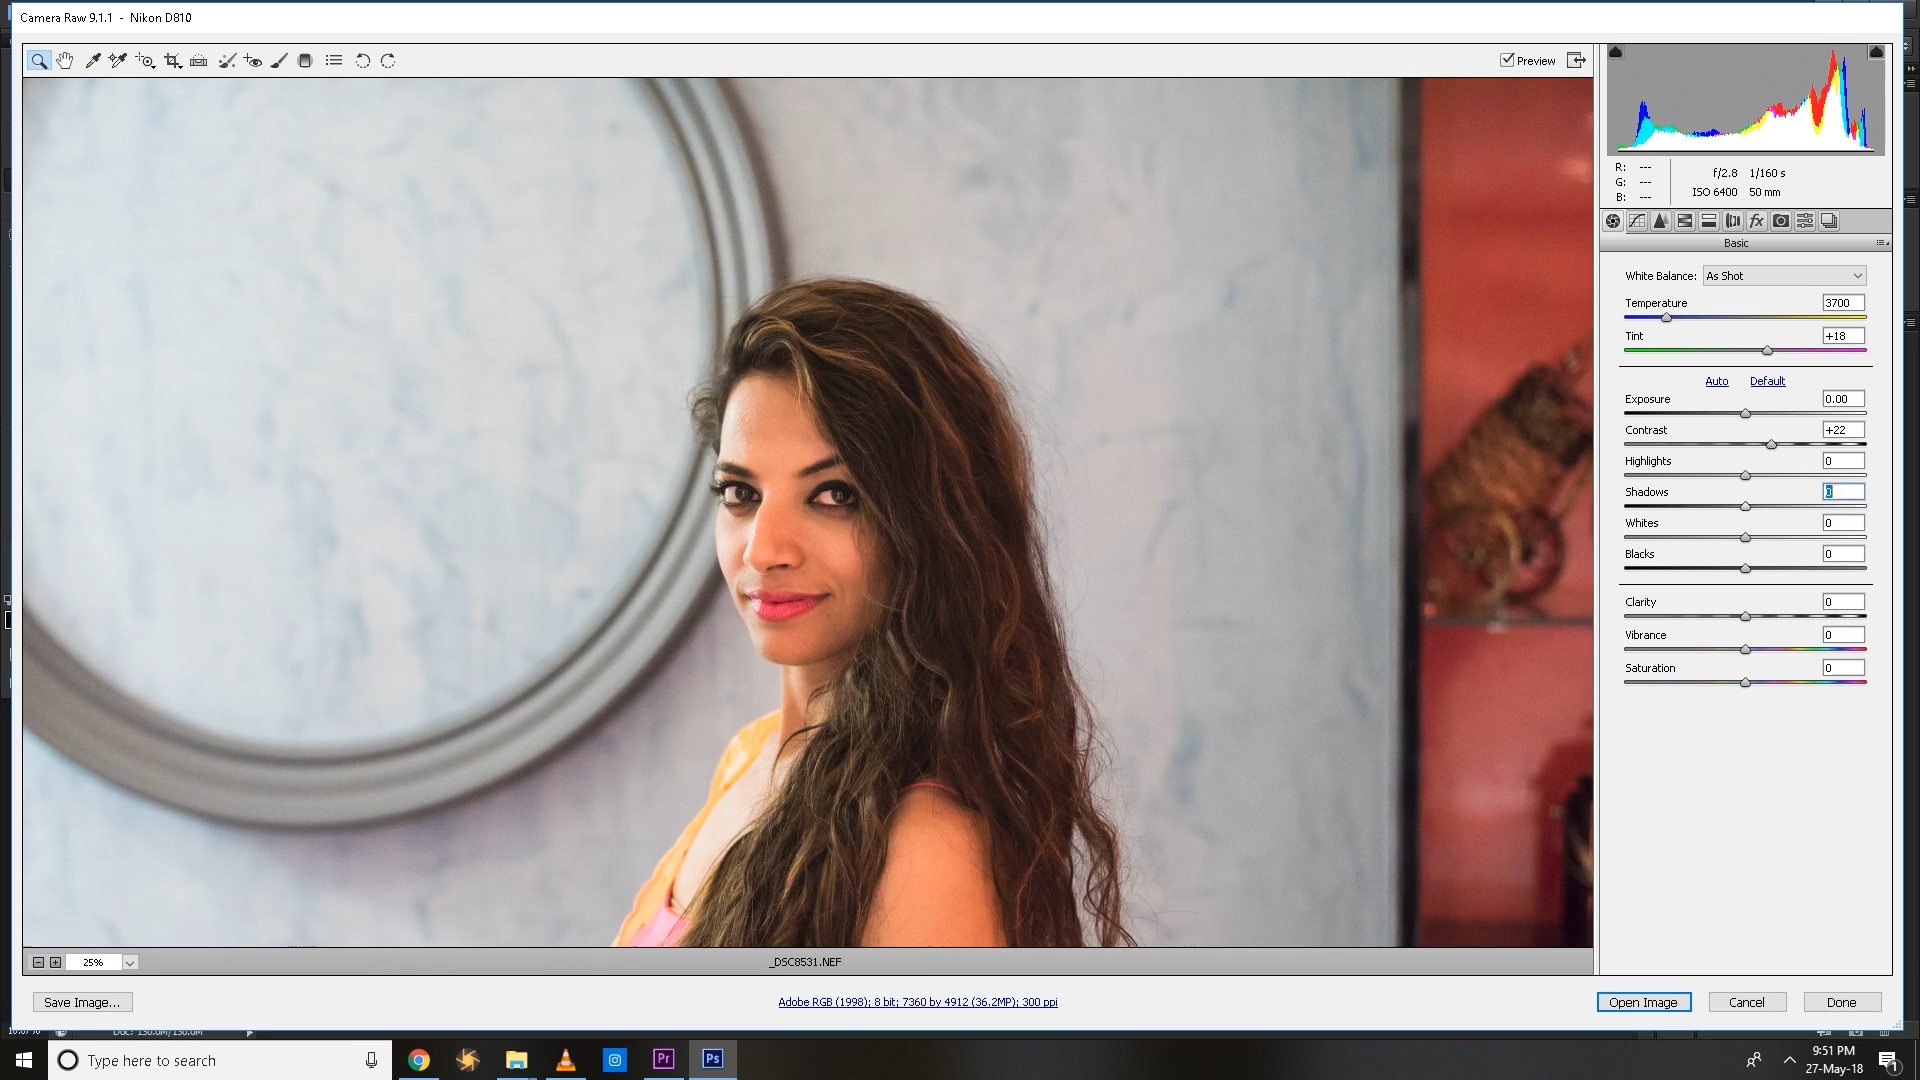 Camera Raw 9.1.1 - Nikon D810
Preview
R: ---
G: ---
B: ---
f/2.8 1/160 s
ISO 6400 50 mm
Basic
White Balance: As Shot
Temperature 3700
Tint +18
Auto Default
Exposure 0.00
Contrast +22
Highlights 0
Shadows 0
Whites 0
Blacks 0
Clarity 0
Vibrance 0
Saturation 0
25%
_DSC8531.NEF
Save Image...
Adobe RGB (1998); 8 bit; 7360 by 4912 (36.2MP); 300 ppi
Open Image
Cancel
Done
Type here to search
Pr
Ps
9:51 PM
27-May-18
1